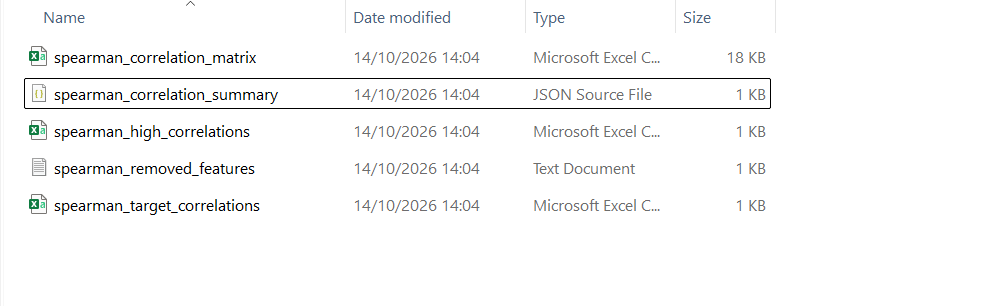 Name Date modified Type Size
spearman_correlation_matrix 14/10/2026 14:04 Microsoft Excel C... 18 KB
spearman_correlation_summary 14/10/2026 14:04 JSON Source File 1 KB
spearman_high_correlations 14/10/2026 14:04 Microsoft Excel C... 1 KB
spearman_removed_features 14/10/2026 14:04 Text Document 1 KB
spearman_target_correlations 14/10/2026 14:04 Microsoft Excel C... 1 KB